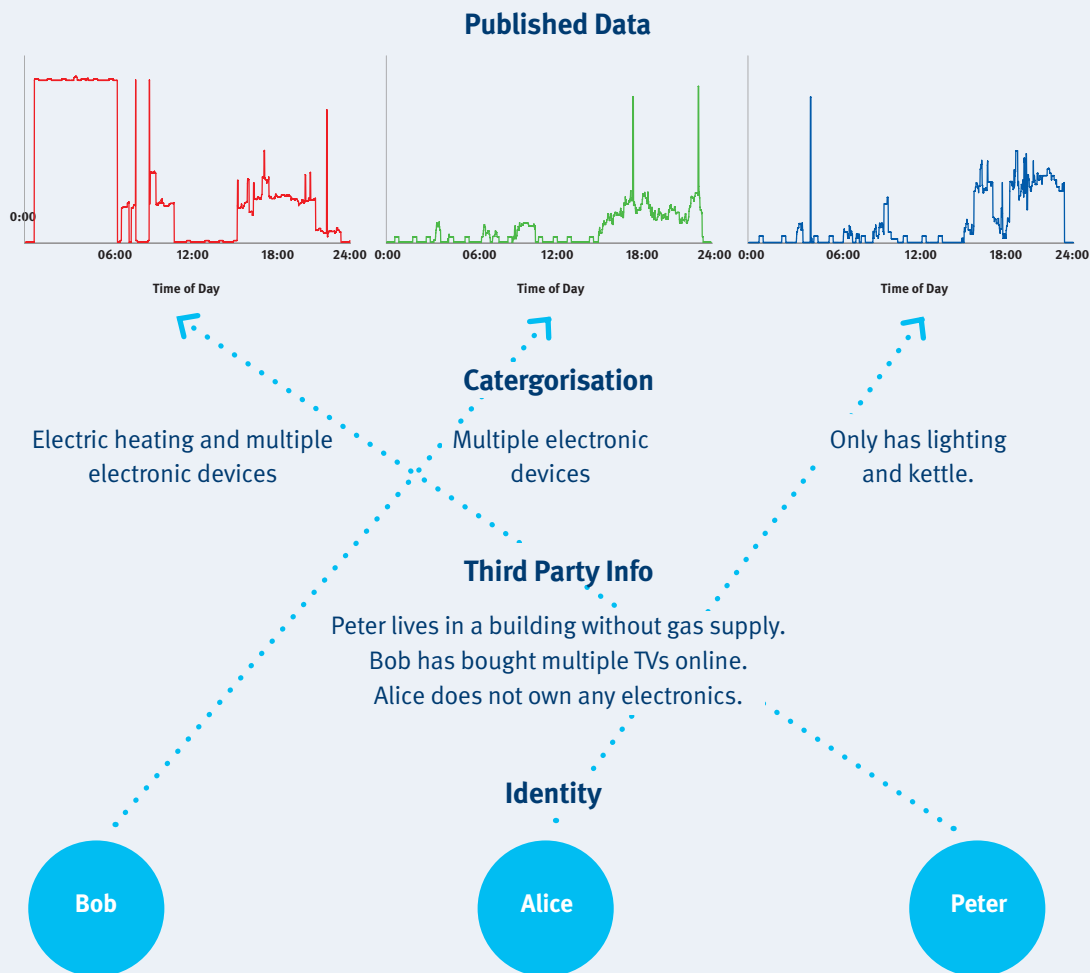 Published Data
0:00
06:00 12:00 18:00 24:00
0:00 06:00 12:00 18:00 24:00
0:00 06:00 12:00 18:00 24:00
Time of Day
Time of Day
Time of Day
Catergorisation
Electric heating and multiple
electronic devices
Multiple electronic
devices
Only has lighting
and kettle.
Third Party Info
Peter lives in a building without gas supply.
Bob has bought multiple TVs online.
Alice does not own any electronics.
Identity
Bob
Alice
Peter